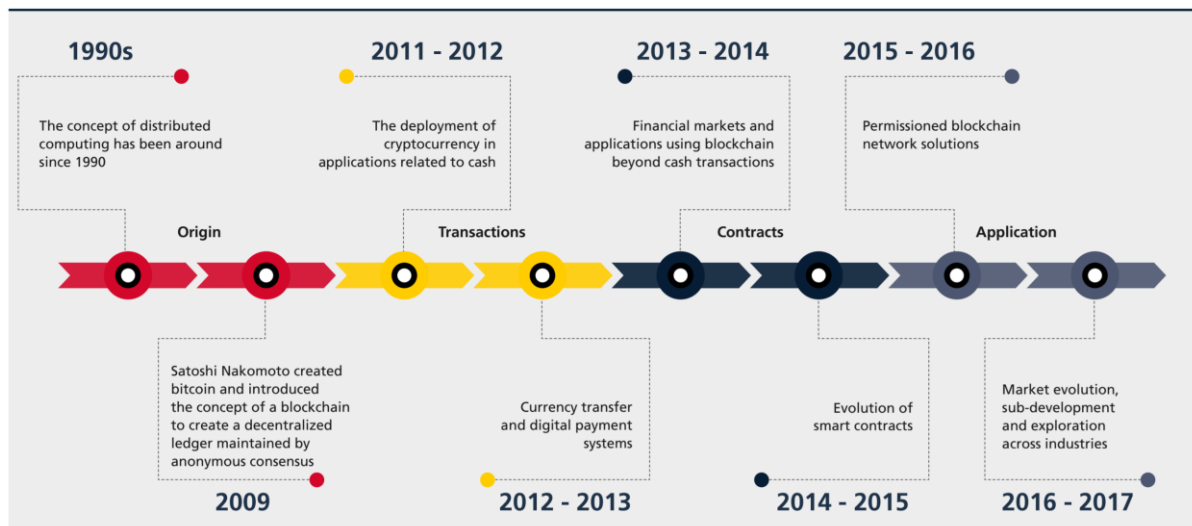 1990s
The concept of distributed
computing has been around
since 1990
2011 - 2012
The deployment of
cryptocurrency in
applications related to cash
2013 - 2014
Financial markets and
applications using blockchain
beyond cash transactions
2015 - 2016
Permissioned blockchain
network solutions
Origin
Transactions
Contracts
Application
Satoshi Nakomoto created
bitcoin and introduced
the concept of a blockchain
to create a decentralized
ledger maintained by
anonymous consensus
2009
Currency transfer
and digital payment
systems
2012 - 2013
Evolution of
smart contracts
2014 - 2015
Market evolution,
sub-development
and exploration
across industries
2016 - 2017